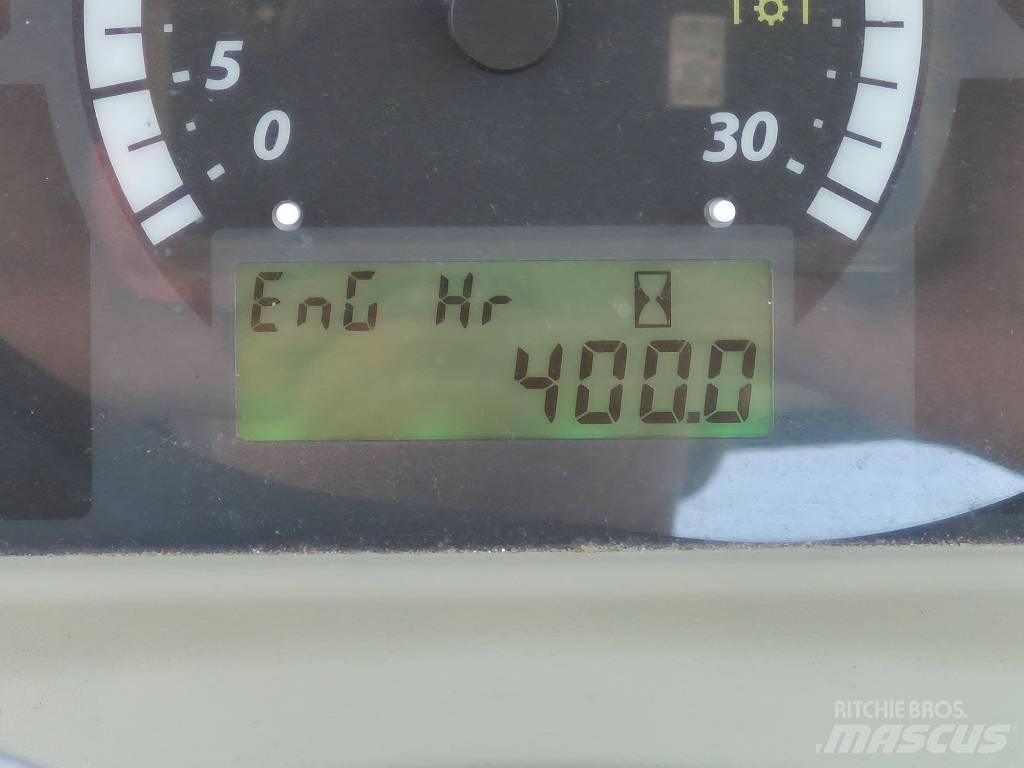 5
0
30
EnG Hr
400.0
RITCHIE BROS.
MASCUS